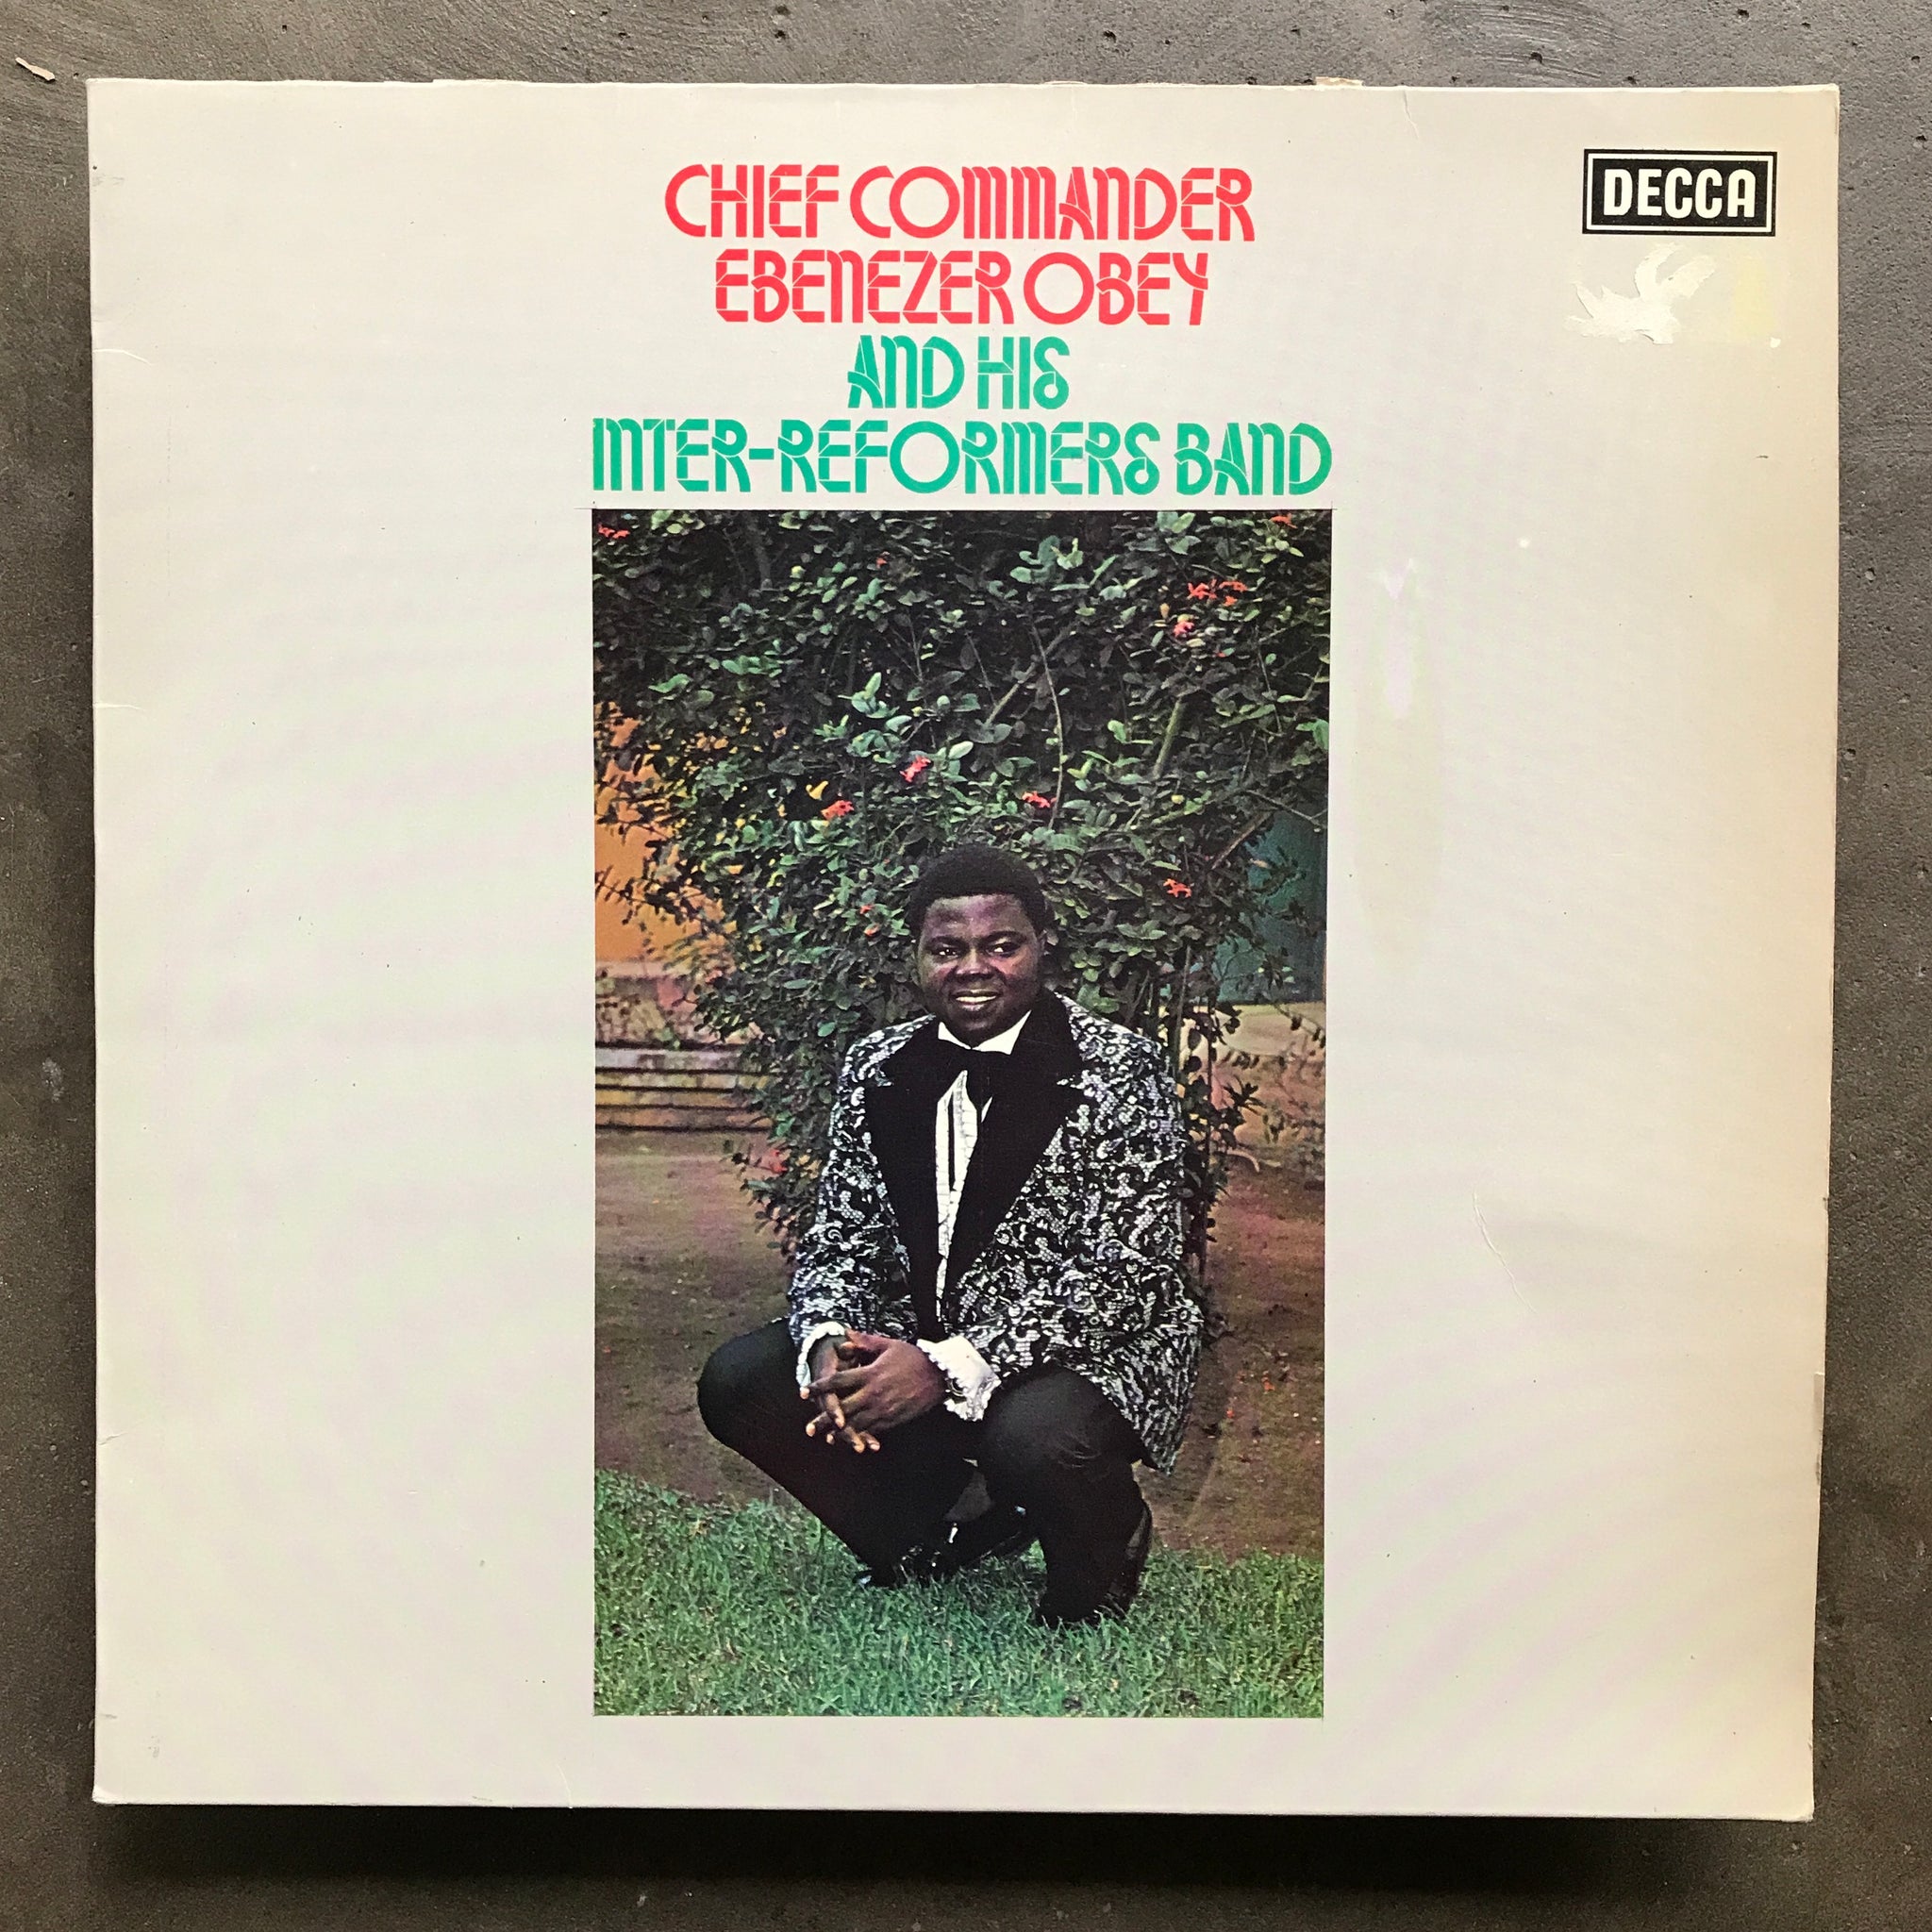 CHIEF COMMANDER
EBENEZER OBEY
AND HIS
INTER-REFORMERS BAND
DECCA